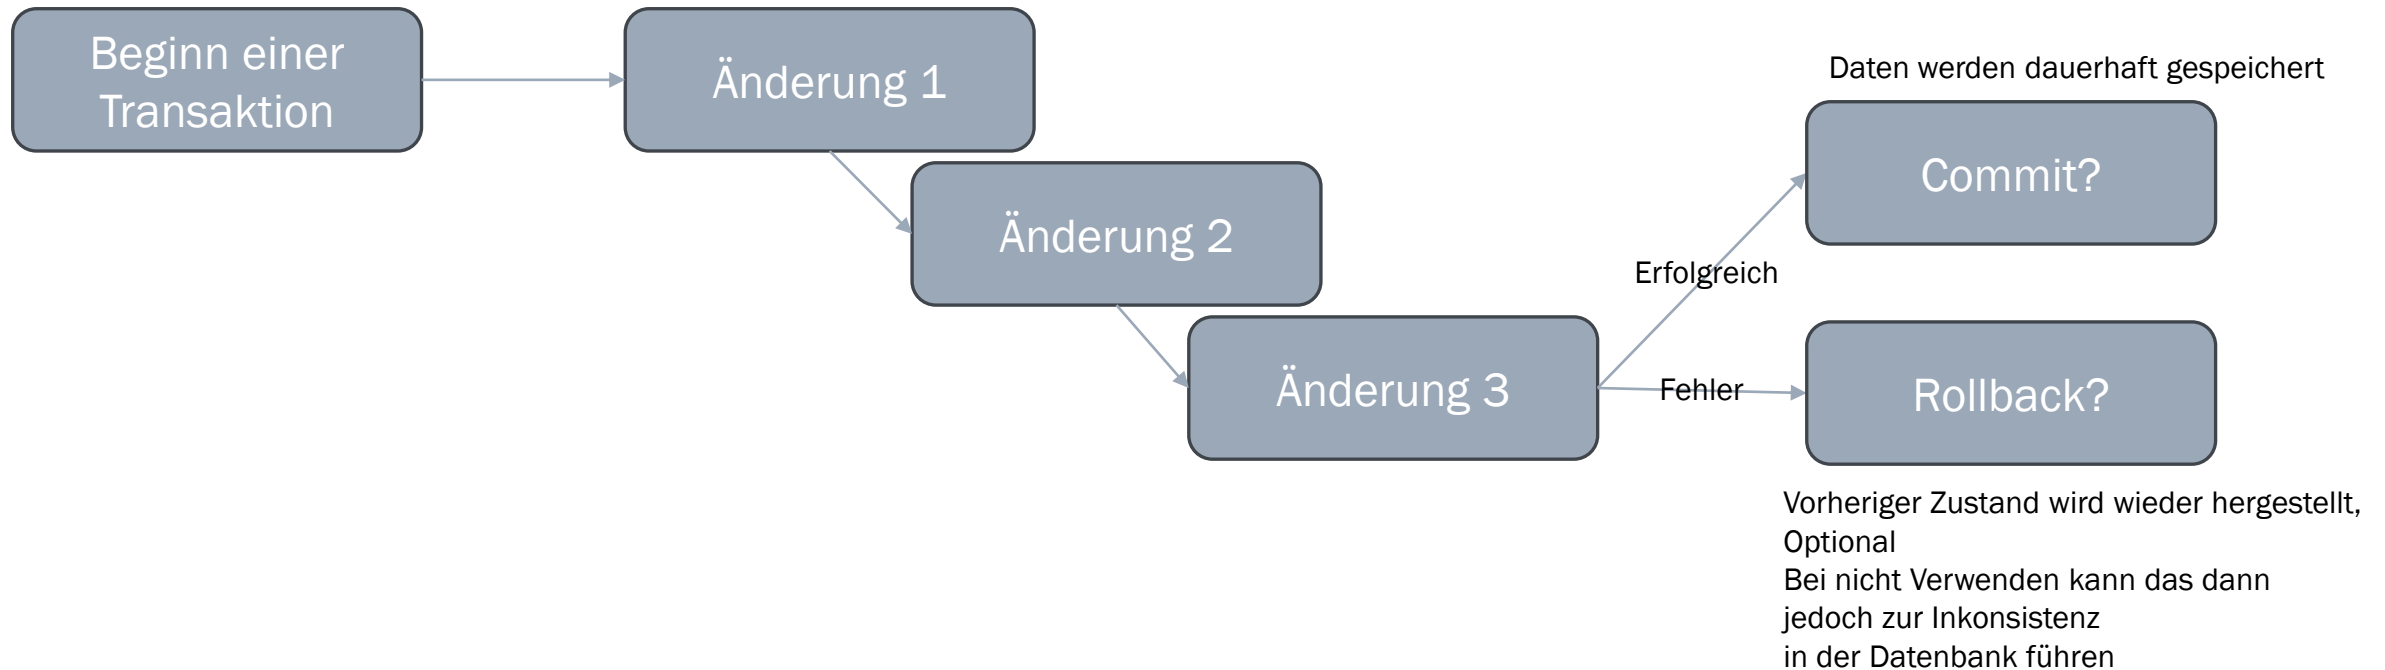 Beginn einer
Transaktion
Änderung 1
Änderung 2
Änderung 3
Erfolgreich
Fehler
Daten werden dauerhaft gespeichert
Commit?
Rollback?
Vorheriger Zustand wird wieder hergestellt,
Optional
Bei nicht Verwenden kann das dann
jedoch zur Inkonsistenz
in der Datenbank führen